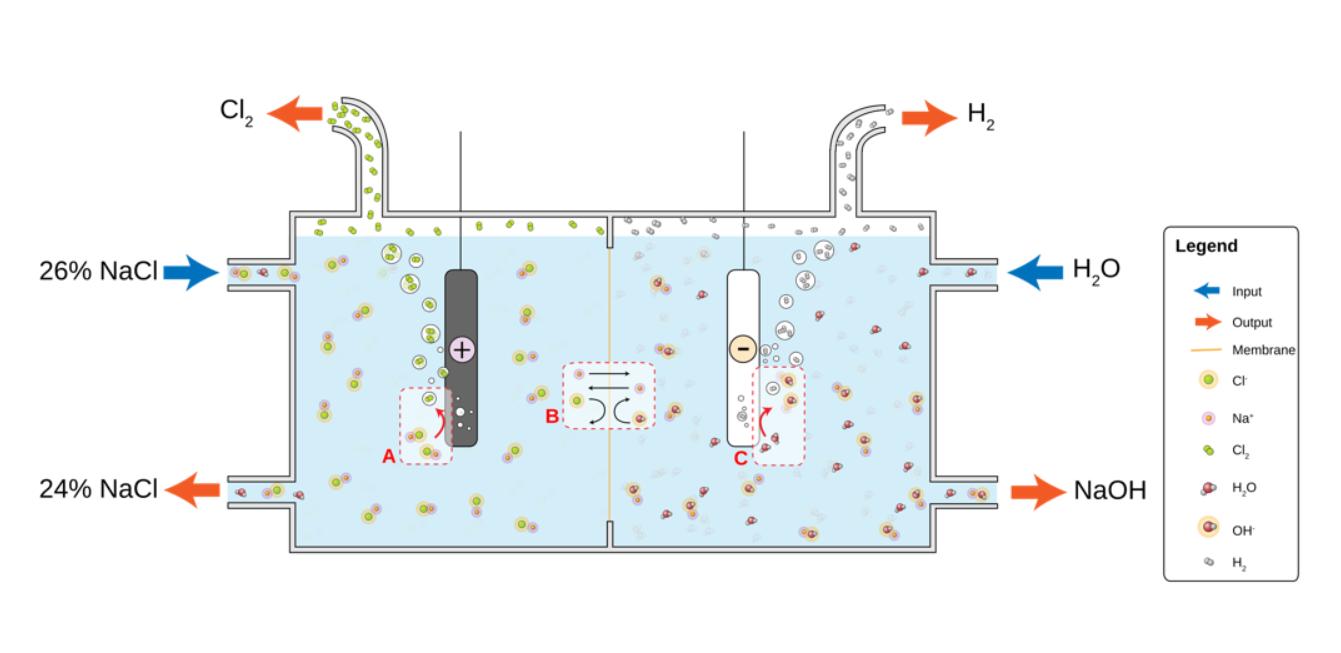 Cl₂
H₂
26% NaCl
H₂O
+
-
B
A
C
24% NaCl
NaOH
Legend
Input
Output
Membrane
Cl⁻
Na⁺
Cl₂
H₂O
OH⁻
H₂